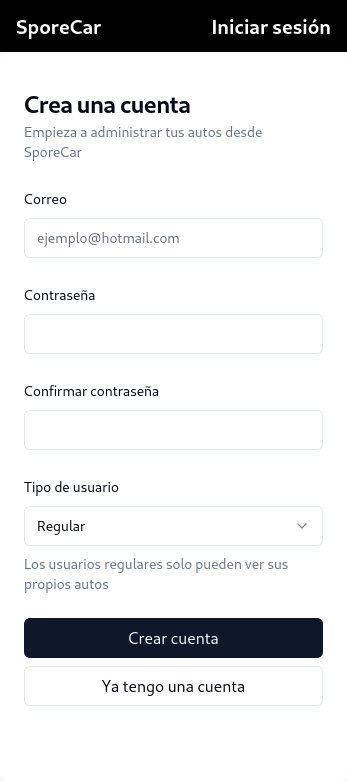 SporeCar
Iniciar sesión
Crea una cuenta
Empieza a administrar tus autos desde
SporeCar
Correo
ejemplo@hotmail.com
Contraseña
Confirmar contraseña
Tipo de usuario
Regular
Los usuarios regulares solo pueden ver sus
propios autos
Crear cuenta
Ya tengo una cuenta